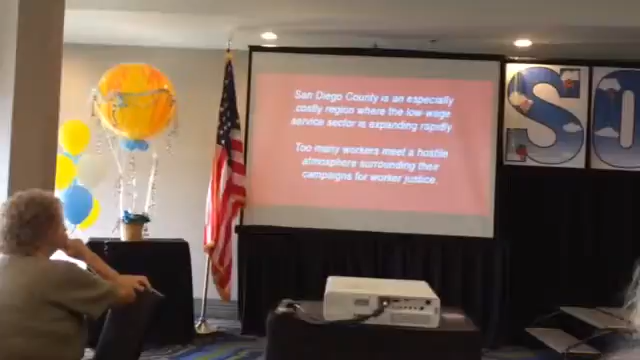 San Diego County is an especially
costly region where the low-wage
service sector is expanding rapidly
Too many workers meet a hostile
atmosphere surrounding their
campaigns for worker justice.
SO